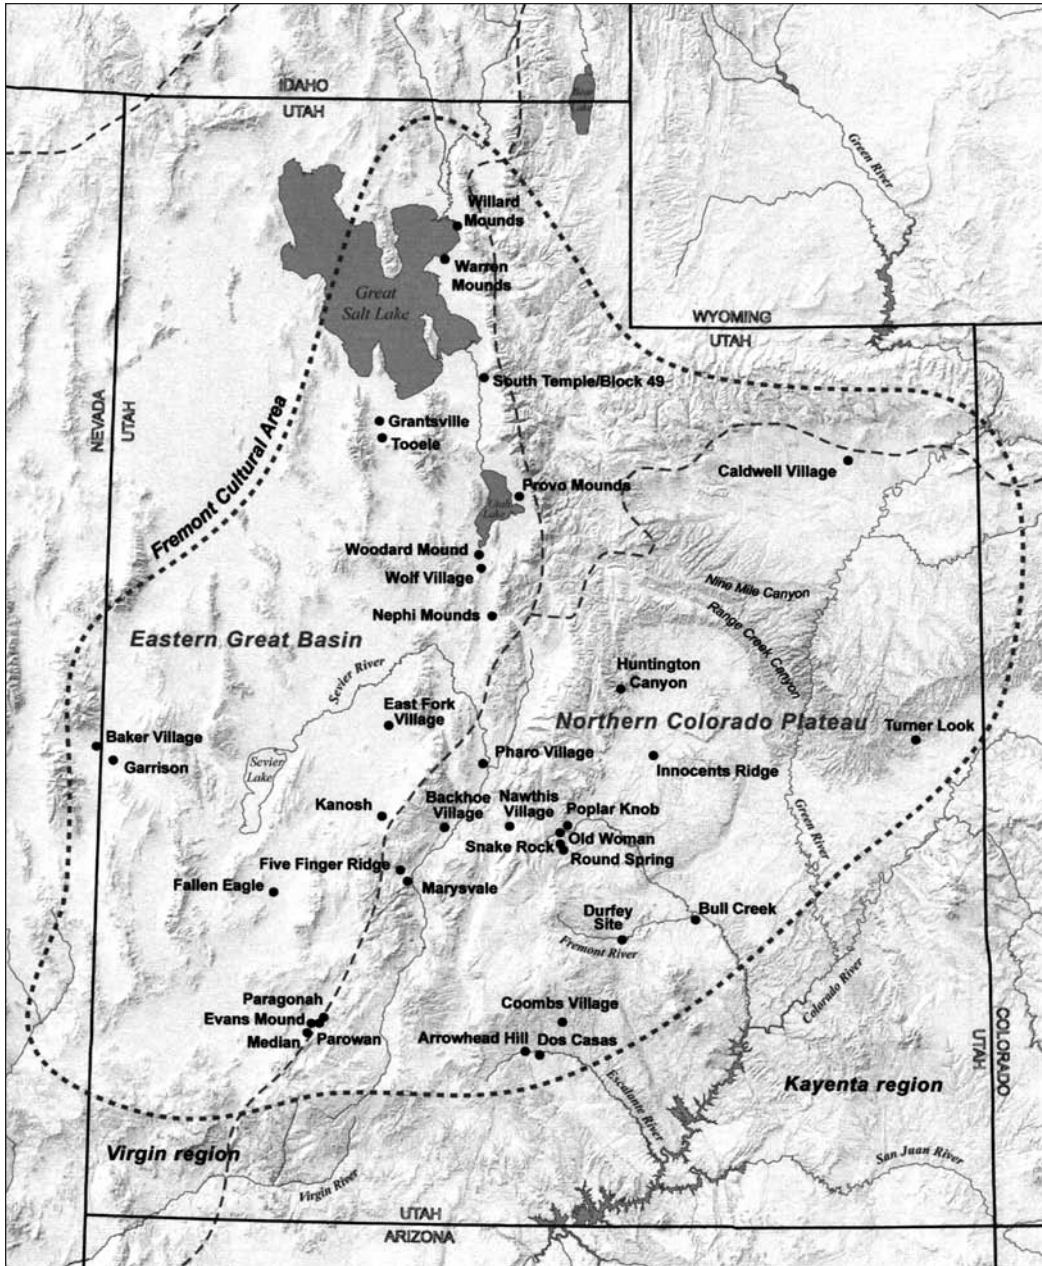 IDAHO
UTAH
Bear
Lake
Green River
Willard
Mounds
Warren
Mounds
Great
Salt Lake
WYOMING
UTAH
South Temple/Block 49
NEVADA
UTAH
Fremont Cultural Area
Grantsville
Tooele
Caldwell Village
Provo Mounds
Utah
Lake
Woodard Mound
Wolf Village
Nine Mile Canyon
Nephi Mounds
Range Creek Canyon
Eastern Great Basin
Sevier River
Huntington
Canyon
East Fork
Village
Northern Colorado Plateau
Turner Look
Baker Village
Garrison
Sevier
Lake
Pharo Village
Innocents Ridge
Kanosh
Backhoe
Village
Nawthis
Village
Poplar Knob
Old Woman
Snake Rock
Round Spring
Green River
Five Finger Ridge
Fallen Eagle
Marysvale
Durfey
Site
Bull Creek
Fremont River
Colorado River
Paragonah
Evans Mound
Median
Parowan
Coombs Village
Arrowhead Hill
Dos Casas
Escalante River
UTAH
COLORADO
Kayenta region
Virgin region
Virgin River
San Juan River
UTAH
ARIZONA